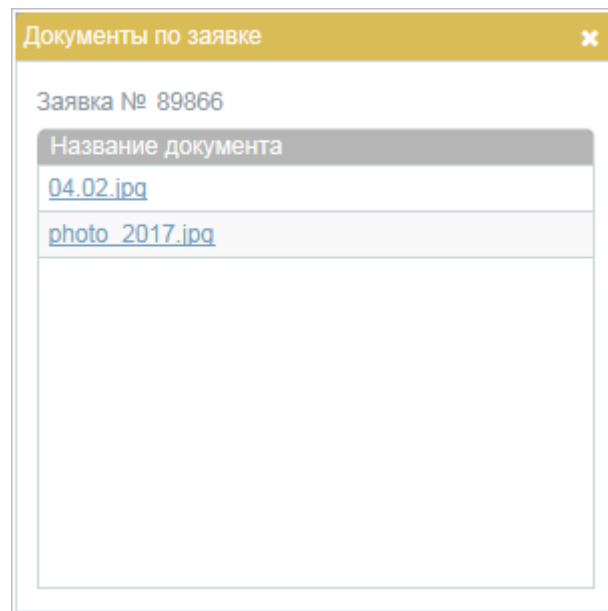 Документы по заявке
Заявка № 89866
Название документа
04.02.jpg
photo_2017.jpg